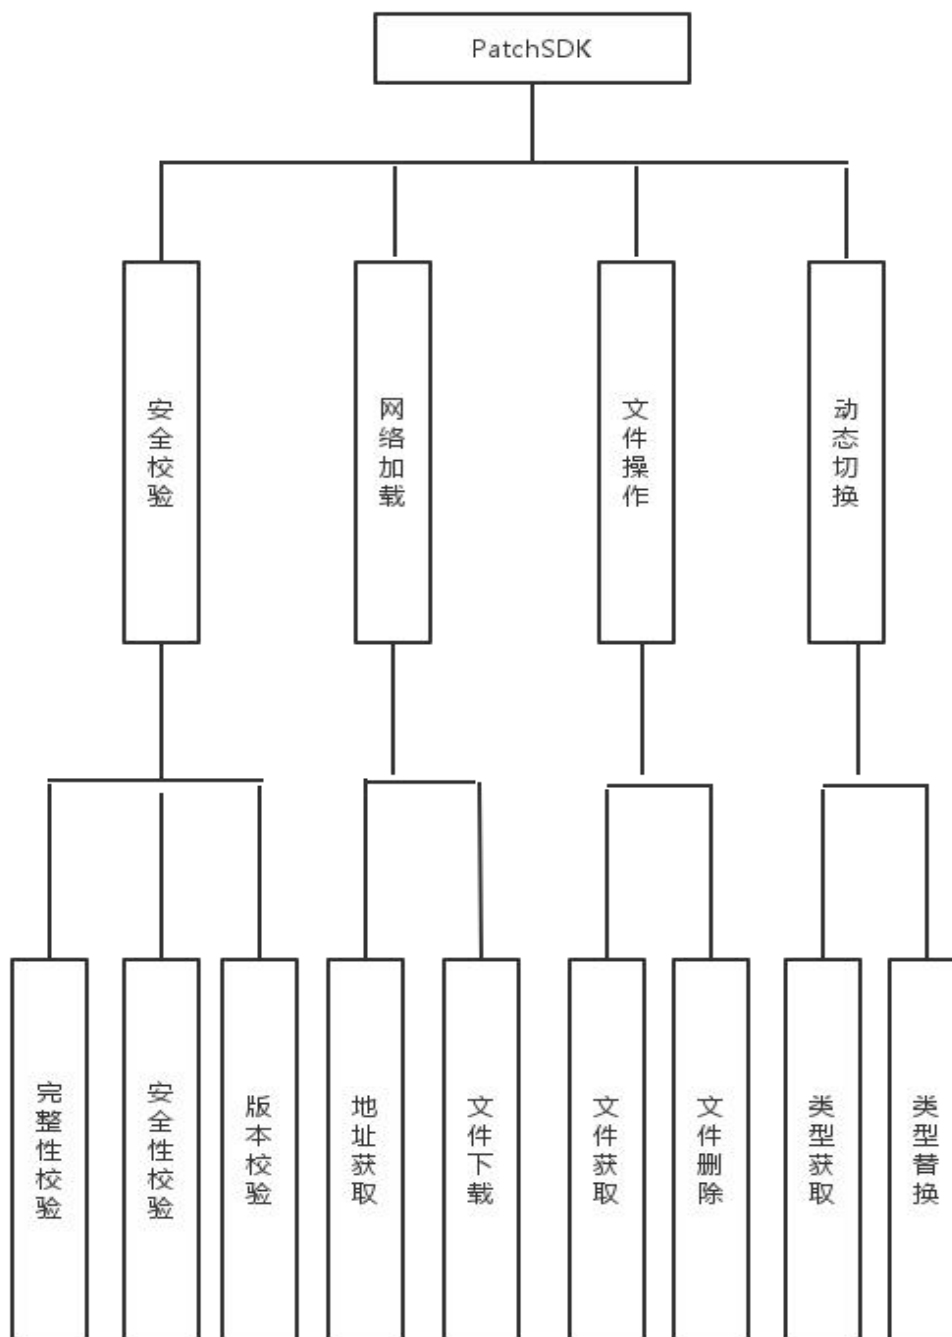 PatchSDK
安全校验
网络加载
文件操作
动态切换
完整性校验
安全性校验
版本校验
地址获取
文件下载
文件获取
文件删除
类型获取
类型替换